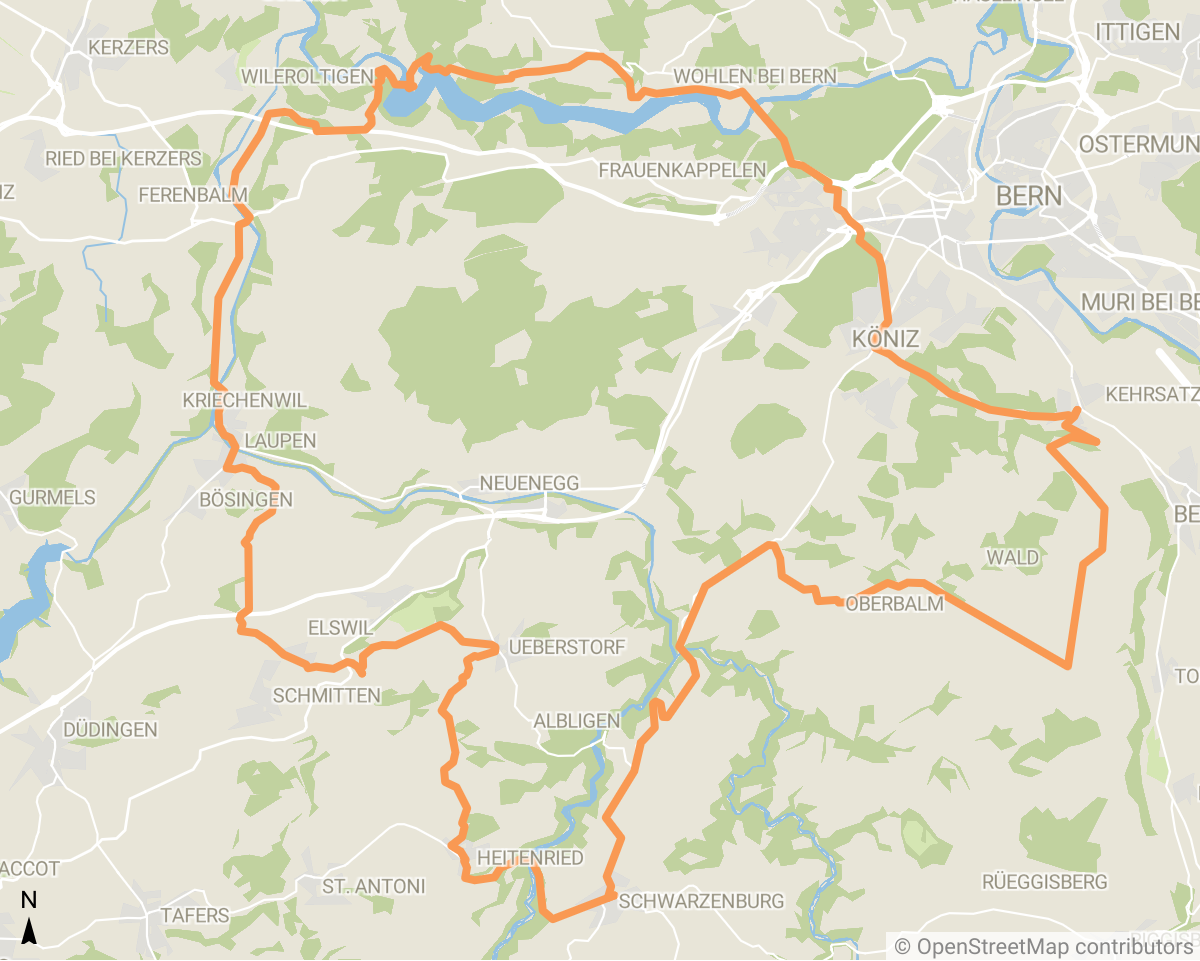 ITTIGEN
KERZERS
WILEROLTIGEN
WOHLEN BEI BERN
OSTERMUN
RIED BEI KERZERS
FRAUENKAPPELEN
FERENBALM
BERN
MURI BEI BE
KÖNIZ
KEHRSATZ
KRIECHENWIL
LAUPEN
NEUENEGG
GURMELS
BÖSINGEN
BE
WALD
OBERBALM
ELSWIL
UEBERSTORF
TO
SCHMITTEN
ALBLIGEN
DÜDINGEN
HEITENRIED
ACCOT
ST. ANTONI
RÜEGGISBERG
N
SCHWARZENBURG
TAFERS
© OpenStreetMap contributors